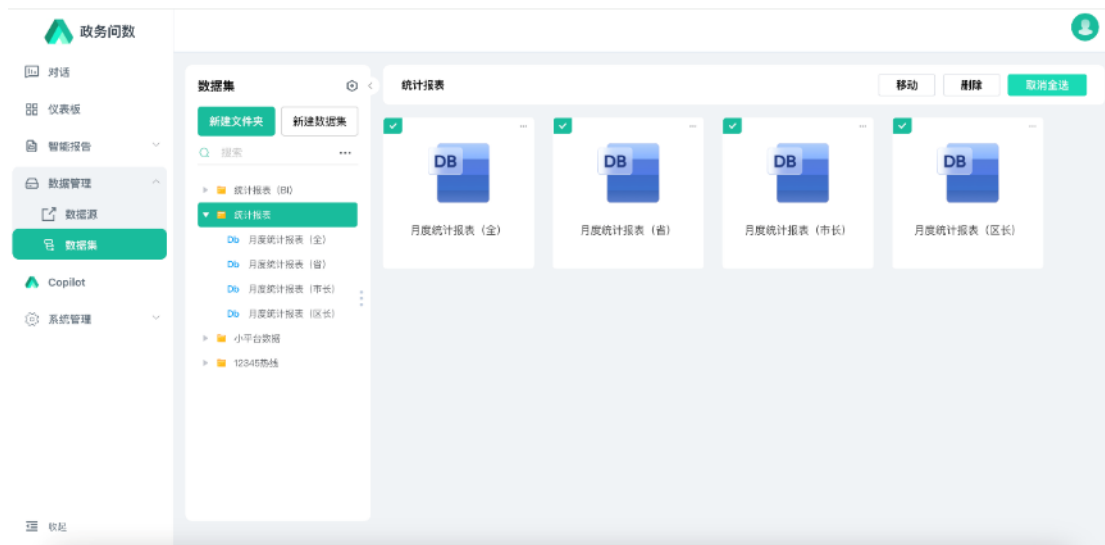 政务问数
对话
仪表板
智能报告
数据管理
数据源
数据集
Copilot
系统管理
收起
数据集
新建文件夹 新建数据集
搜索
统计报表（BI）
统计报表
Db 月度统计报表（全）
Db 月度统计报表（省）
Db 月度统计报表（市长）
Db 月度统计报表（区长）
小平台数据
12345热线
统计报表 移动 删除 取消全选
DB DB DB DB
月度统计报表（全） 月度统计报表（省） 月度统计报表（市长） 月度统计报表（区长）